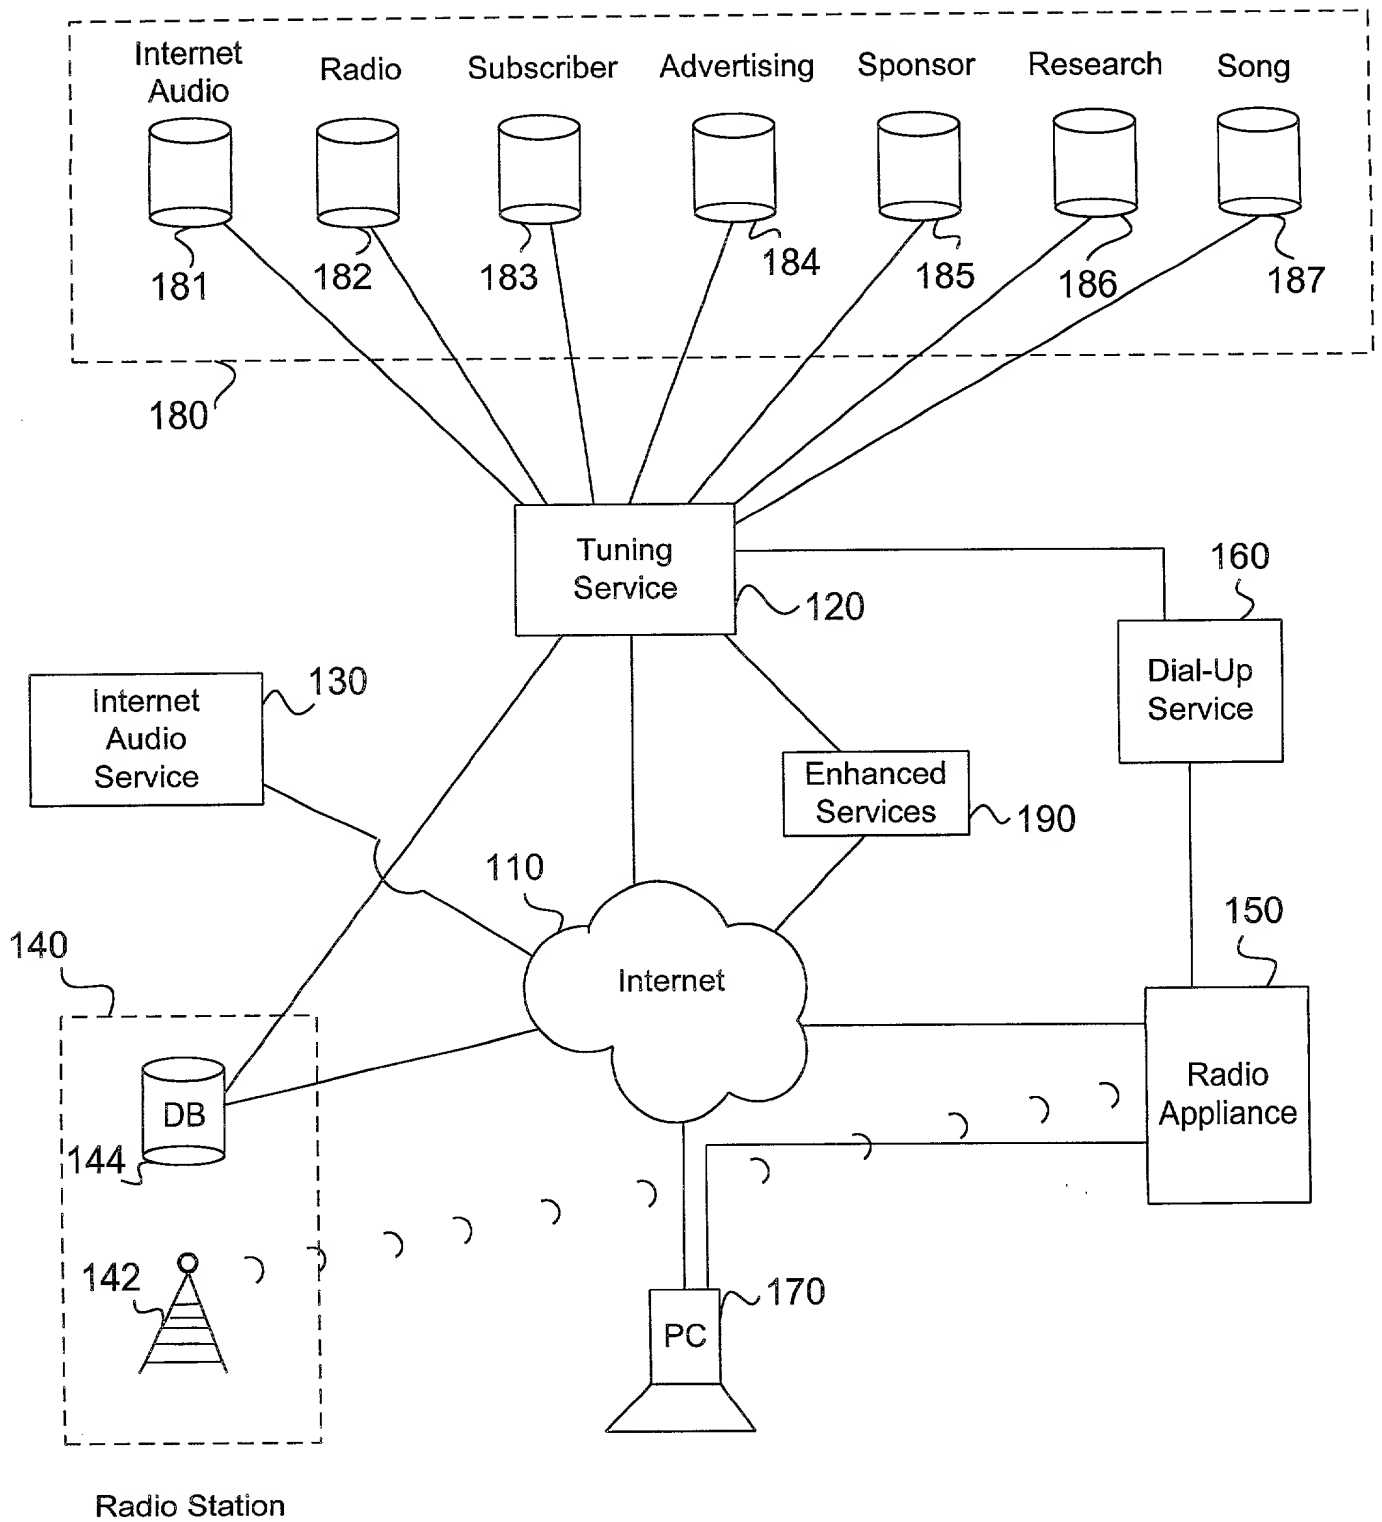 Internet
Audio
Radio
Subscriber
Advertising
Sponsor
Research
Song
181
182
183
184
185
186
187
180
Tuning
Service
120
160
Dial-Up
Service
130
Internet
Audio
Service
Enhanced
Services
190
110
Internet
150
Radio
Appliance
140
DB
144
142
170
PC
Radio Station